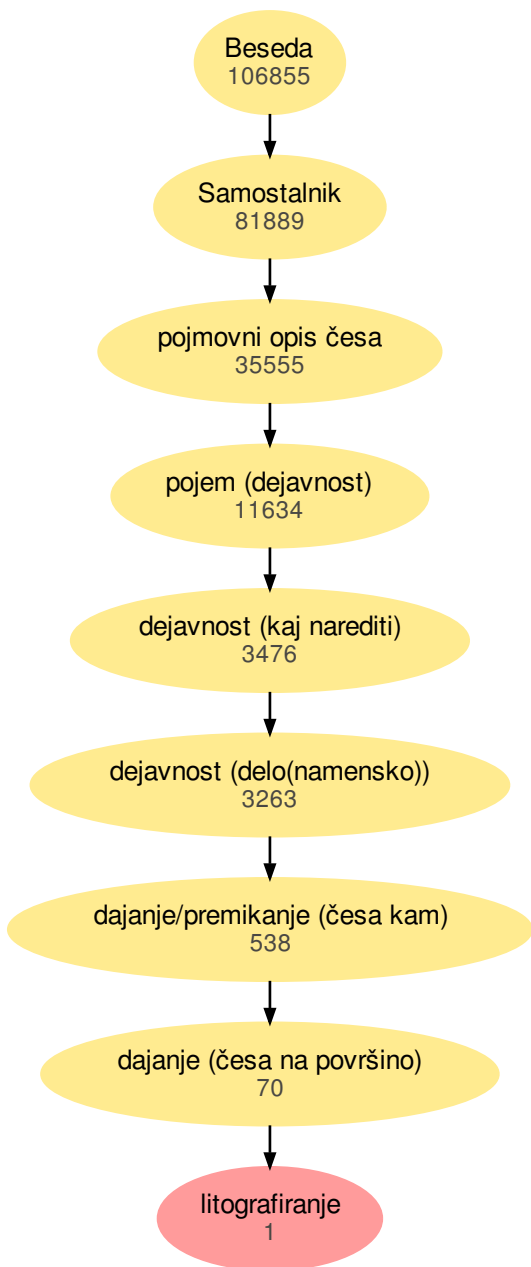 Beseda
106855
Samostalnik
81889
pojmovni opis česa
35555
pojem (dejavnost)
11634
dejavnost (kaj narediti)
3476
dejavnost (delo(namensko))
3263
dajanje/premikanje (česa kam)
538
dajanje (česa na površino)
70
litografiranje
1